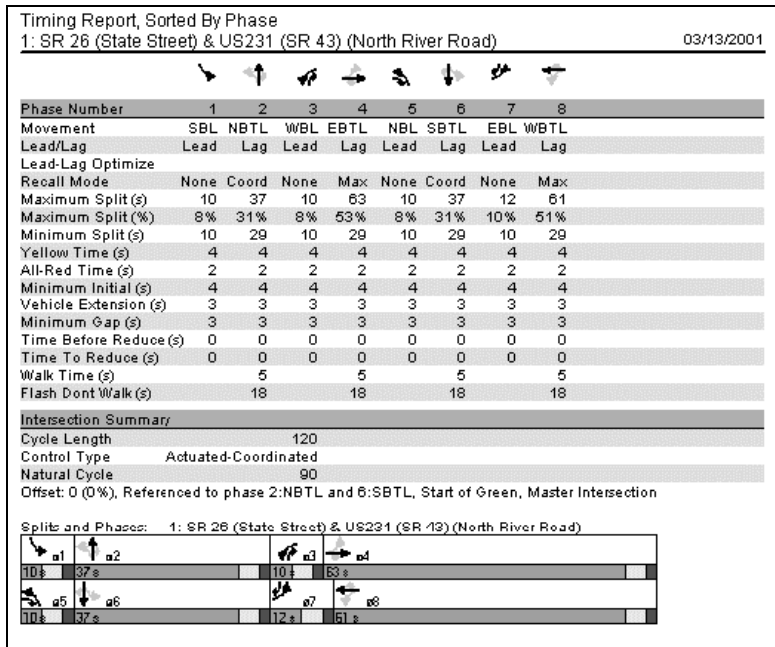 Timing Report, Sorted By Phase
1: SR 26 (State Street) & US231 (SR 43) (North River Road) 03/13/2001
Phase Number 1 2 3 4 5 6 7 8
Movement SBL NBTL WBL EBTL NBL SBTL EBL WBTL
Lead/Lag Lead Lag Lead Lag Lead Lag Lead Lag
Lead-Lag Optimize
Recall Mode None Coord None Max None Coord None Max
Maximum Split (s) 10 37 10 63 10 37 12 61
Maximum Split (%) 8% 31% 8% 53% 8% 31% 10% 51%
Minimum Split (s) 10 29 10 29 10 29 10 29
Yellow Time (s) 4 4 4 4 4 4 4 4
All-Red Time (s) 2 2 2 2 2 2 2 2
Minimum Initial (s) 4 4 4 4 4 4 4 4
Vehicle Extension (s) 3 3 3 3 3 3 3 3
Minimum Gap (s) 3 3 3 3 3 3 3 3
Time Before Reduce (s) 0 0 0 0 0 0 0 0
Time To Reduce (s) 0 0 0 0 0 0 0 0
Walk Time (s) 5 5 5 5
Flash Dont Walk (s) 18 18 18 18
Intersection Summary
Cycle Length 120
Control Type Actuated-Coordinated
Natural Cycle 90
Offset: 0 (0%), Referenced to phase 2:NBTL and 6:SBTL, Start of Green, Master Intersection
Splits and Phases: 1: SR 26 (State Street) & US231 (SR 43) (North River Road)
ø1 ø2 ø3 ø4
10 s 37 s 10 s 63 s
ø5 ø6 ø7 ø8
10 s 37 s 12 s 61 s